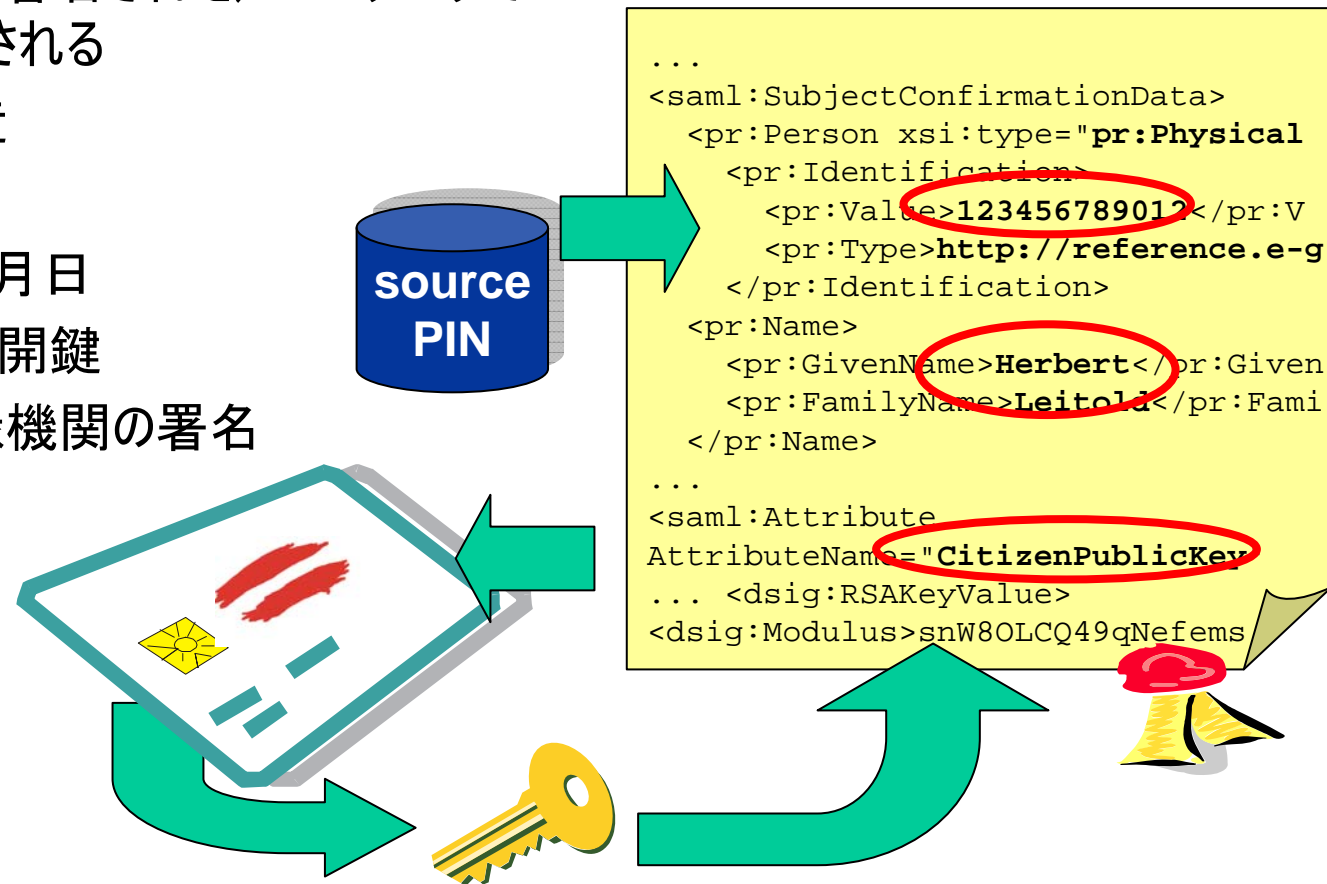 される
月日
開鍵
機関の署名
source
PIN
...
<saml:SubjectConfirmationData>
<pr:Person xsi:type="pr:Physical
<pr:Identification>
<pr:Value>123456789012</pr:V
<pr:Type>http://reference.e-g
</pr:Identification>
<pr:Name>
<pr:GivenName>Herbert</pr:Given
<pr:FamilyName>Leitold</pr:Fami
</pr:Name>
...
<saml:Attribute
AttributeName="CitizenPublicKey
... <dsig:RSAKeyValue>
<dsig:Modulus>snW8OLCQ49qNefems